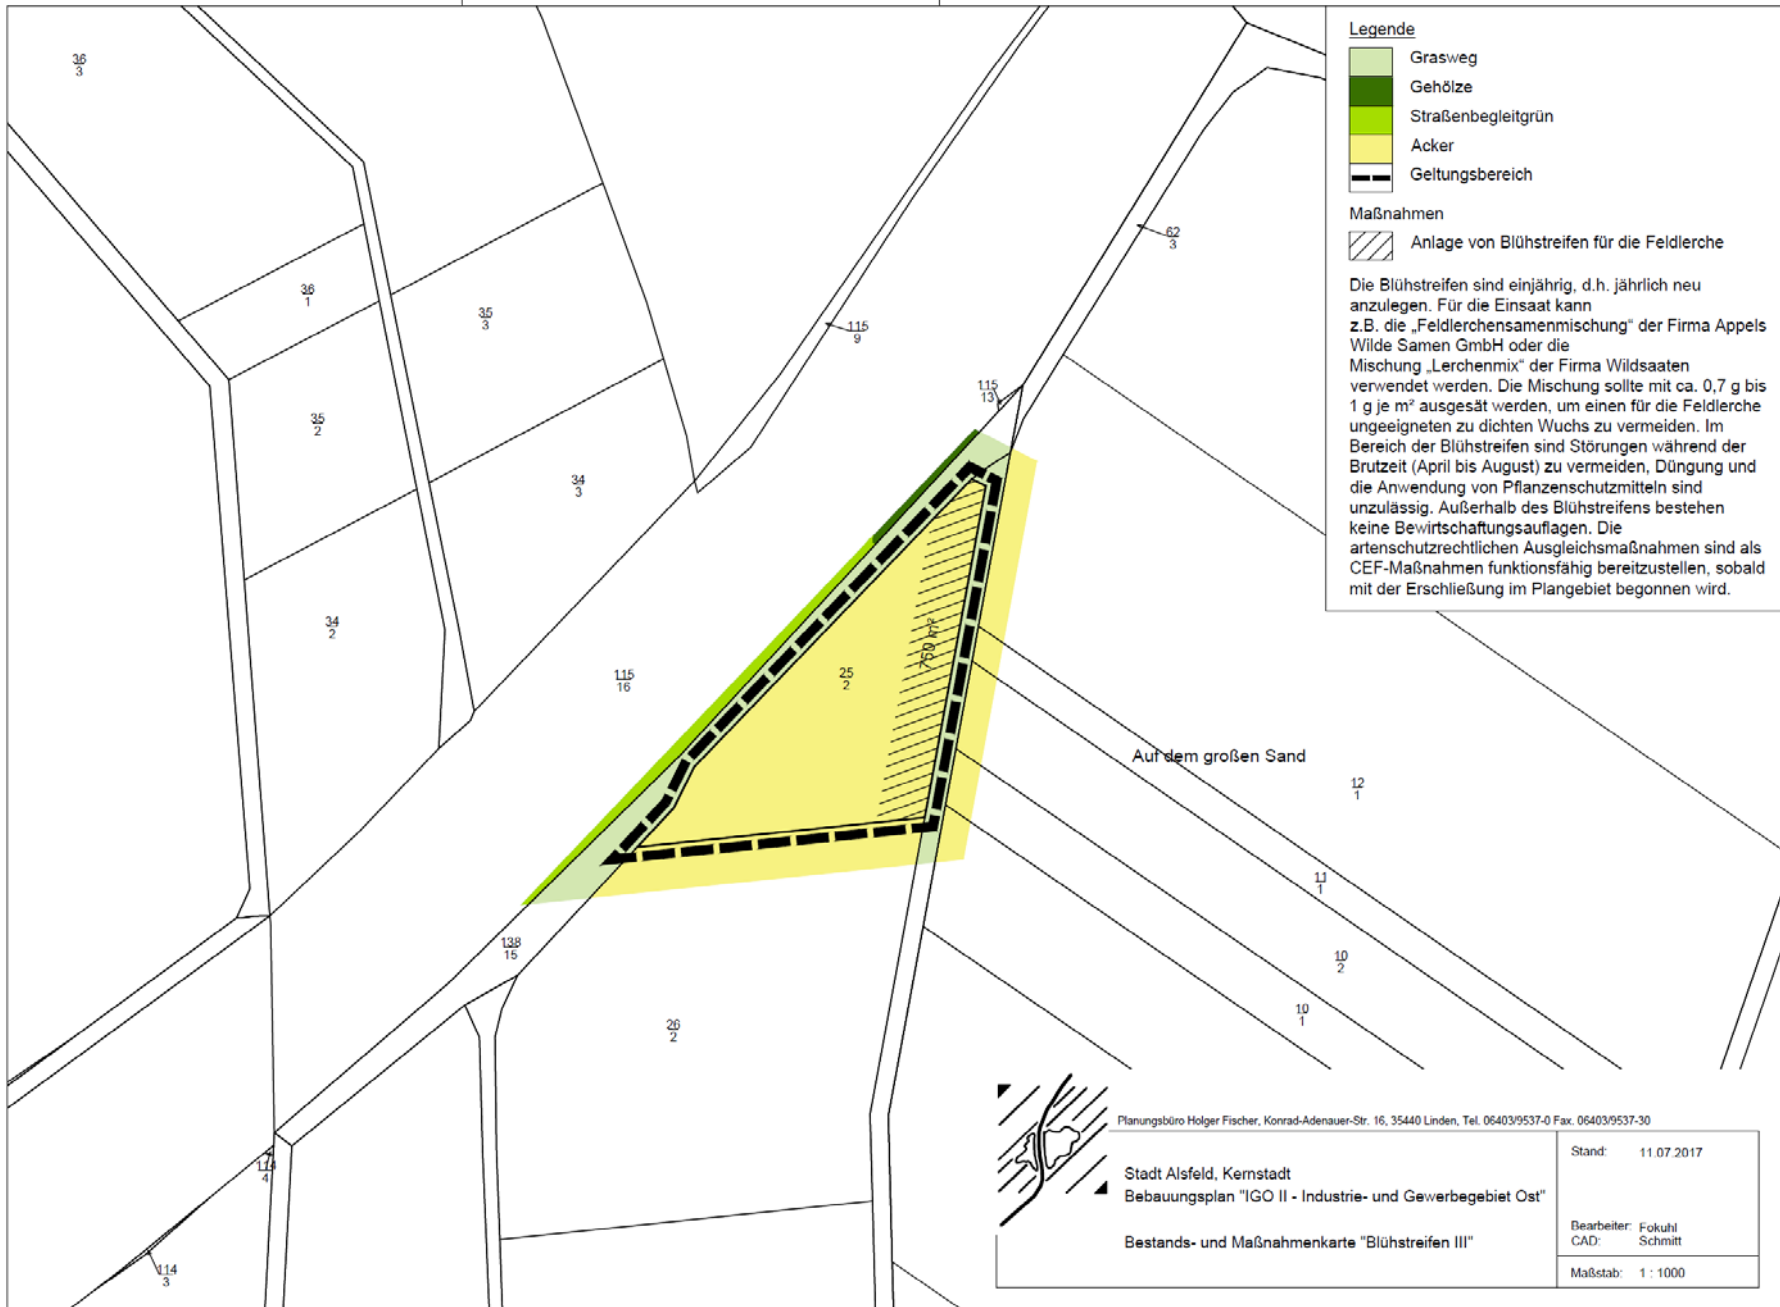 Legende
Grasweg
Gehölze
Straßenbegleitgrün
Acker
Geltungsbereich
Maßnahmen
Anlage von Blühstreifen für die Feldlerche
Die Blühstreifen sind einjährig, d.h. jährlich neu
anzulegen. Für die Einsaat kann
z.B. die „Feldlerchensamenmischung“ der Firma Appels
Wilde Samen GmbH oder die
Mischung „Lerchenmix“ der Firma Wildsaaten
verwendet werden. Die Mischung sollte mit ca. 0,7 g bis
1 g je m² ausgesät werden, um einen für die Feldlerche
ungeeigneten zu dichten Wuchs zu vermeiden. Im
Bereich der Blühstreifen sind Störungen während der
Brutzeit (April bis August) zu vermeiden, Düngung und
die Anwendung von Pflanzenschutzmitteln sind
unzulässig. Außerhalb des Blühstreifens bestehen
keine Bewirtschaftungsauflagen. Die
artenschutzrechtlichen Ausgleichsmaßnahmen sind als
CEF-Maßnahmen funktionsfähig bereitzustellen, sobald
mit der Erschließung im Plangebiet begonnen wird.
36
3
62
3
36
1
35
3
115
9
115
13
35
2
34
3
34
2
115
16
25
2
760 m²
Auf dem großen Sand
12
1
11
1
138
15
10
2
10
1
26
2
114
4
114
3
Planungsbüro Holger Fischer, Konrad-Adenauer-Str. 16, 35440 Linden, Tel. 06403/9537-0 Fax. 06403/9537-30
Stadt Alsfeld, Kernstadt
Bebauungsplan "IGO II - Industrie- und Gewerbegebiet Ost"
Bestands- und Maßnahmenkarte "Blühstreifen III"
Stand: 11.07.2017
Bearbeiter: Fokuhl
CAD: Schmitt
Maßstab: 1 : 1000